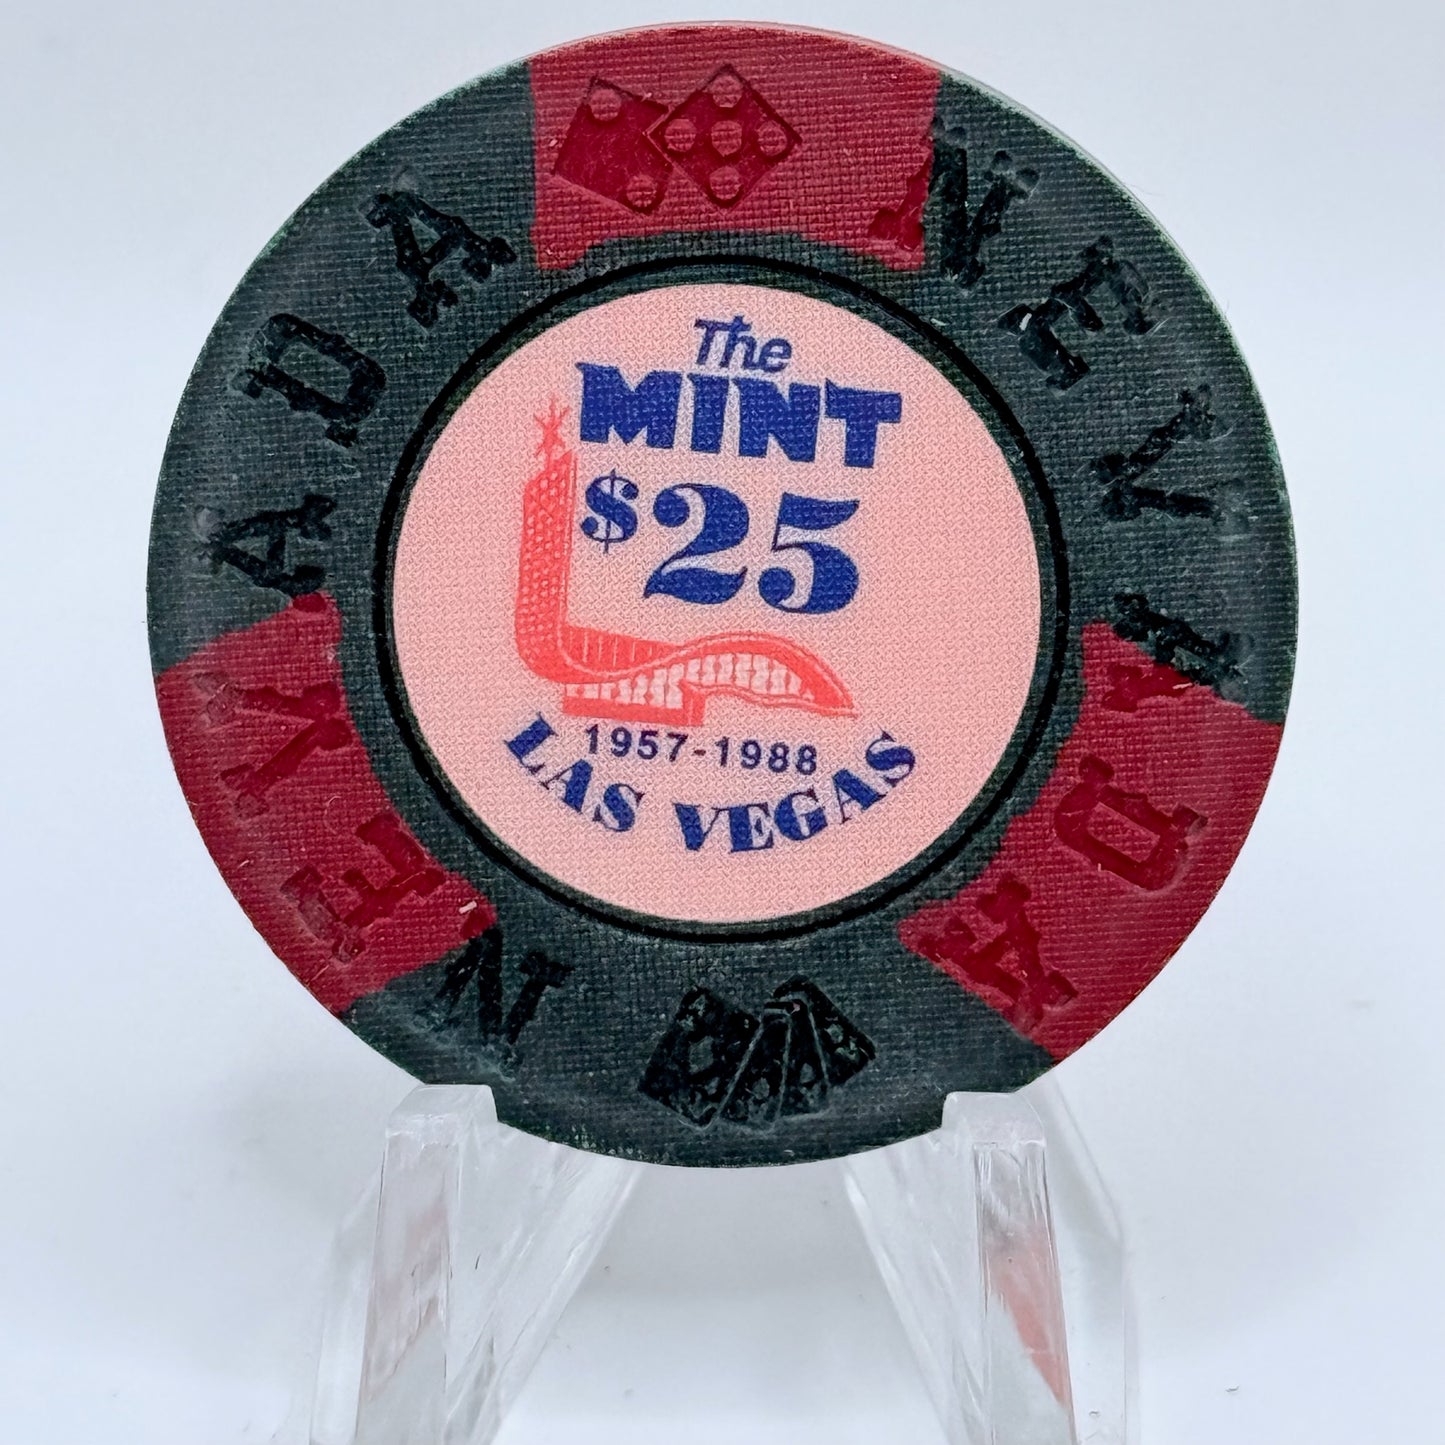 The
MINT
$25
1957-1988
LAS VEGAS
NEVADA
NEVADA